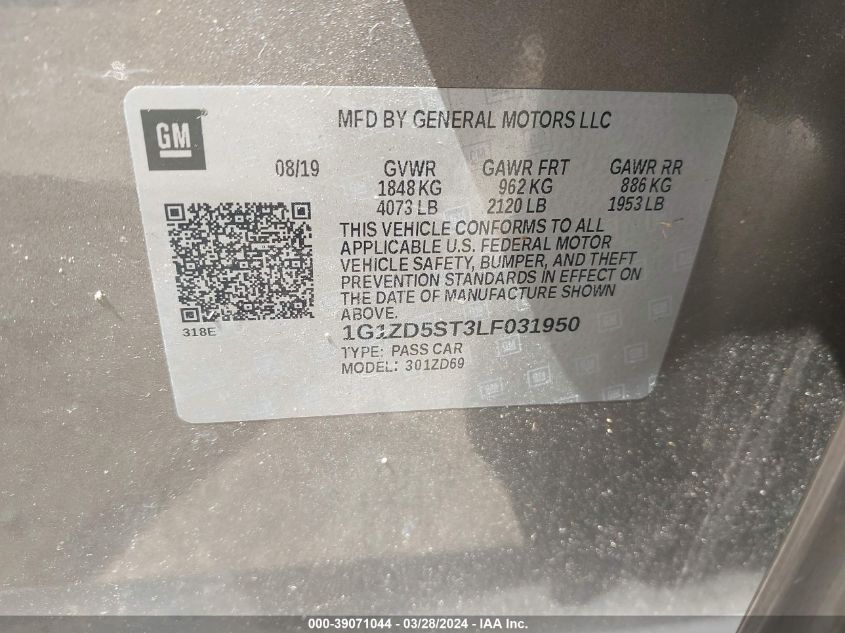 GM
MFD BY GENERAL MOTORS LLC
08/19 GVWR GAWR FRT GAWR RR
1848 KG 962 KG 886 KG
4073 LB 2120 LB 1953 LB
THIS VEHICLE CONFORMS TO ALL
APPLICABLE U.S. FEDERAL MOTOR
VEHICLE SAFETY, BUMPER, AND THEFT
PREVENTION STANDARDS IN EFFECT ON
THE DATE OF MANUFACTURE SHOWN
ABOVE.
318E
1G1ZD5ST3LF031950
TYPE: PASS CAR
MODEL: 301ZD69
000-39071044 - 03/28/2024 - IAA Inc.